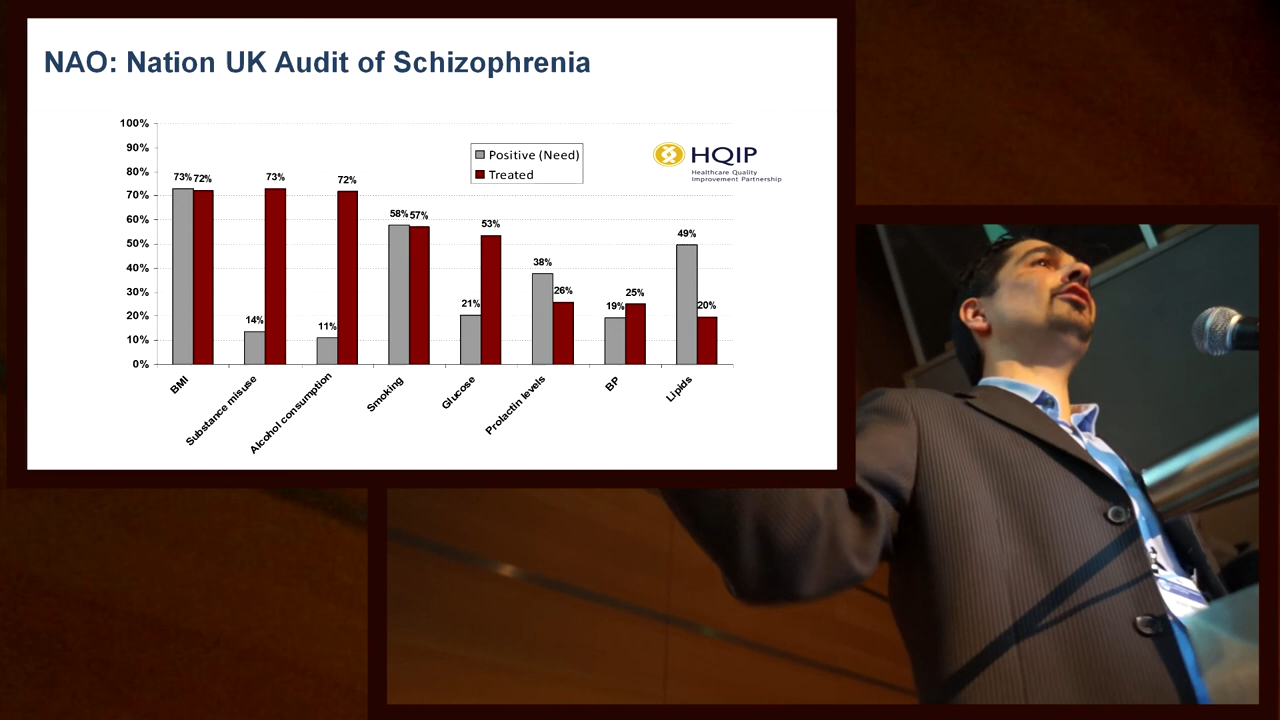 NAO: Nation UK Audit of Schizophrenia
100%
90%
80%
70%
60%
50%
40%
30%
20%
10%
0%
Positive (Need)
Treated
HQIP
Healthcare Quality
Improvement Partnership
73% 72%
14% 73%
11% 72%
58% 57%
21% 53%
38% 26%
19% 25%
49% 20%
BMI
Substance misuse
Alcohol consumption
Smoking
Glucose
Prolactin levels
BP
Lipids